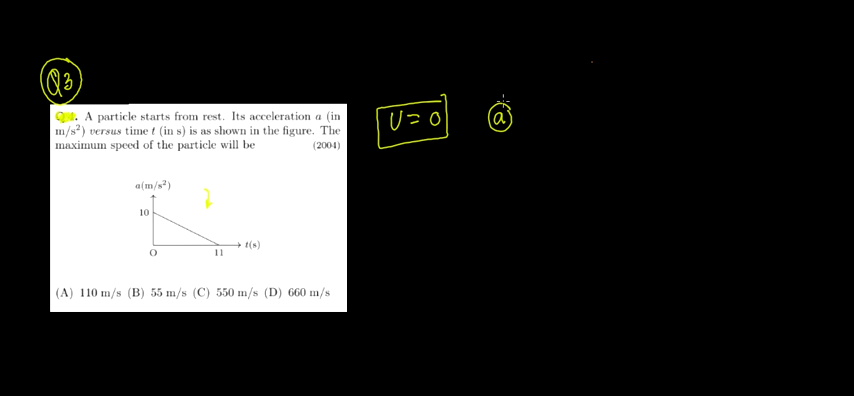 Q3
A particle starts from rest. Its acceleration a (in
m/s²) versus time t (in s) is as shown in the figure. The
maximum speed of the particle will be (2004)
a(m/s²)
10
O
11
t(s)
(A) 110 m/s (B) 55 m/s (C) 550 m/s (D) 660 m/s
U = 0
a